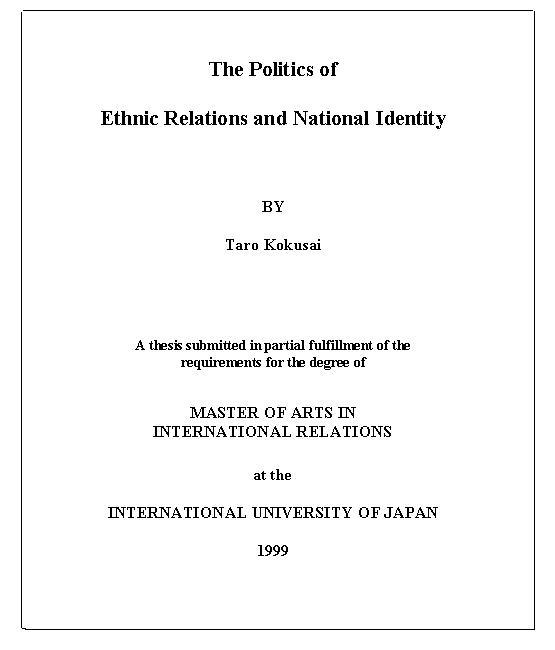 The Politics of
Ethnic Relations and National Identity
BY
Taro Kokusai
A thesis submitted in partial fulfillment of the
requirements for the degree of
MASTER OF ARTS IN
INTERNATIONAL RELATIONS
at the
INTERNATIONAL UNIVERSITY OF JAPAN
1999